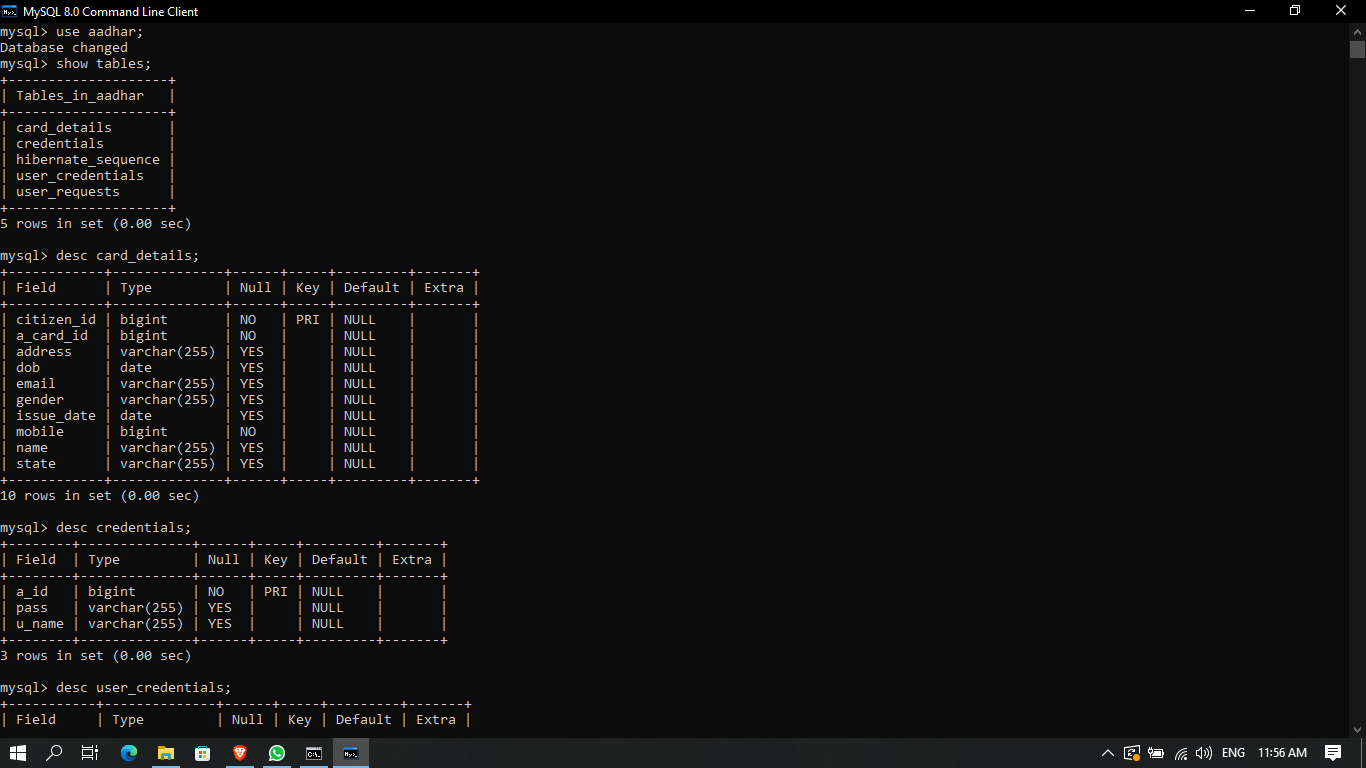 MySQL 8.0 Command Line Client
mysql> use aadhar;
Database changed
mysql> show tables;
+--------------------+
| Tables_in_aadhar   |
+--------------------+
| card_details       |
| credentials        |
| hibernate_sequence |
| user_credentials   |
| user_requests      |
+--------------------+
5 rows in set (0.00 sec)

mysql> desc card_details;
+------------+--------------+------+-----+---------+-------+
| Field      | Type         | Null | Key | Default | Extra |
+------------+--------------+------+-----+---------+-------+
| citizen_id | bigint       | NO   | PRI | NULL    |       |
| a_card_id  | bigint       | NO   |     | NULL    |       |
| address    | varchar(255) | YES  |     | NULL    |       |
| dob        | date         | YES  |     | NULL    |       |
| email      | varchar(255) | YES  |     | NULL    |       |
| gender     | varchar(255) | YES  |     | NULL    |       |
| issue_date | date         | YES  |     | NULL    |       |
| mobile     | bigint       | NO   |     | NULL    |       |
| name       | varchar(255) | YES  |     | NULL    |       |
| state      | varchar(255) | YES  |     | NULL    |       |
+------------+--------------+------+-----+---------+-------+
10 rows in set (0.00 sec)

mysql> desc credentials;
+--------+--------------+------+-----+---------+-------+
| Field  | Type         | Null | Key | Default | Extra |
+--------+--------------+------+-----+---------+-------+
| a_id   | bigint       | NO   | PRI | NULL    |       |
| pass   | varchar(255) | YES  |     | NULL    |       |
| u_name | varchar(255) | YES  |     | NULL    |       |
+--------+--------------+------+-----+---------+-------+
3 rows in set (0.00 sec)

mysql> desc user_credentials;
+-----------+--------------+------+-----+---------+-------+
| Field     | Type         | Null | Key | Default | Extra |
ENG 11:56 AM